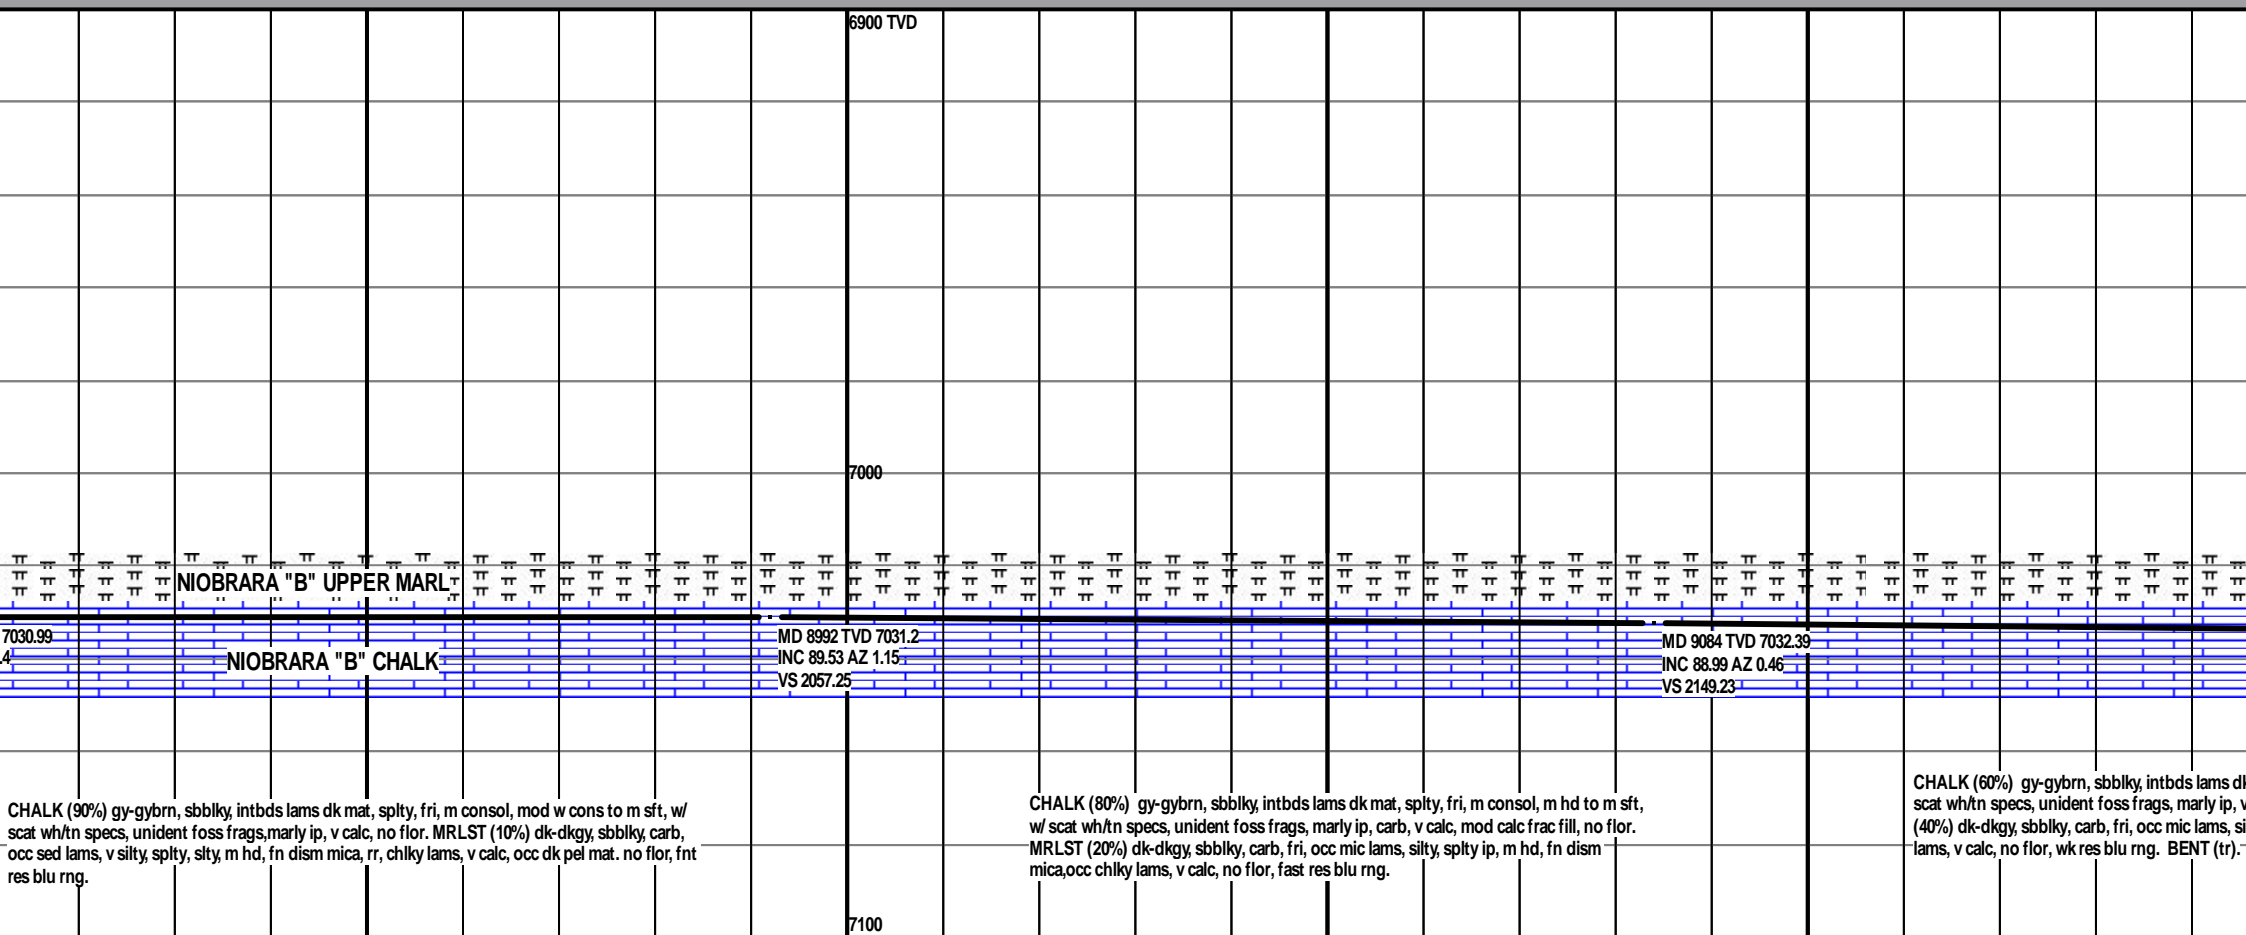 6900 TVD
7000
NIOBRARA "B" UPPER MARL
7030.99
.4
NIOBRARA "B" CHALK
MD 8992 TVD 7031.2
INC 89.53 AZ 1.15
VS 2057.25
MD 9084 TVD 7032.39
INC 88.99 AZ 0.46
VS 2149.23
CHALK (90%) gy-gybrn, sbblky, intbds lams dk mat, splty, fri, m consol, mod w cons to m sft, w/
scat wh/tn specs, unident foss frags,marly ip, v calc, no flor. MRLST (10%) dk-dkgy, sbblky, carb,
occ sed lams, v silty, splty, slty, m hd, fn dism mica, rr, chlky lams, v calc, occ dk pel mat. no flor, fnt
res blu rng.
CHALK (80%) gy-gybrn, sbblky, intbds lams dk mat, splty, fri, m consol, m hd to m sft,
w/ scat wh/tn specs, unident foss frags, marly ip, carb, v calc, mod calc frac fill, no flor.
MRLST (20%) dk-dkgy, sbblky, carb, fri, occ mic lams, silty, splty ip, m hd, fn dism
mica,occ chlky lams, v calc, no flor, fast res blu rng.
CHALK (60%) gy-gybrn, sbblky, intbds lams dk
scat wh/tn specs, unident foss frags, marly ip, v
(40%) dk-dkgy, sbblky, carb, fri, occ mic lams, si
lams, v calc, no flor, wk res blu rng. BENT (tr).
7100